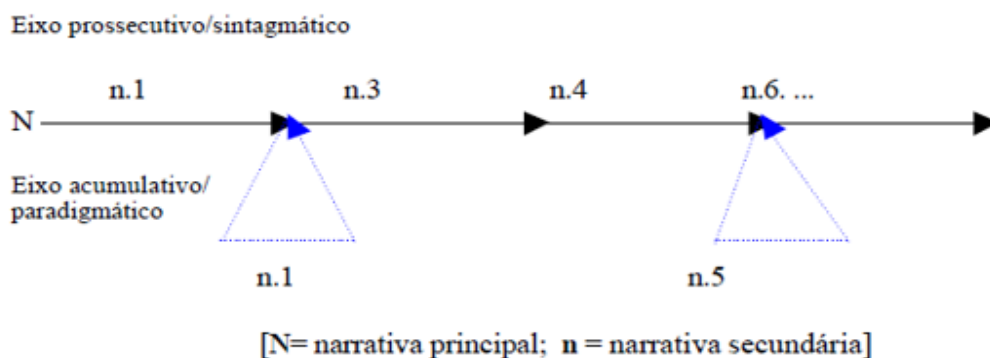 Eixo prossecutivo/sintagmático
n.1 n.3 n.4 n.6. ...
N
Eixo acumulativo/
paradigmático
n.1 n.5
[N= narrativa principal; n = narrativa secundária]